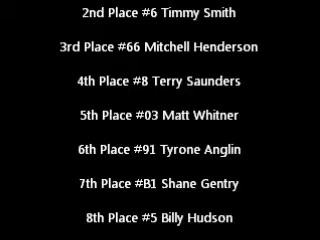 2nd Place #6 Timmy Smith
3rd Place #66 Mitchell Henderson
4th Place #8 Terry Saunders
5th Place #03 Matt Whitner
6th Place #91 Tyrone Anglin
7th Place #B1 Shane Gentry
8th Place #5 Billy Hudson